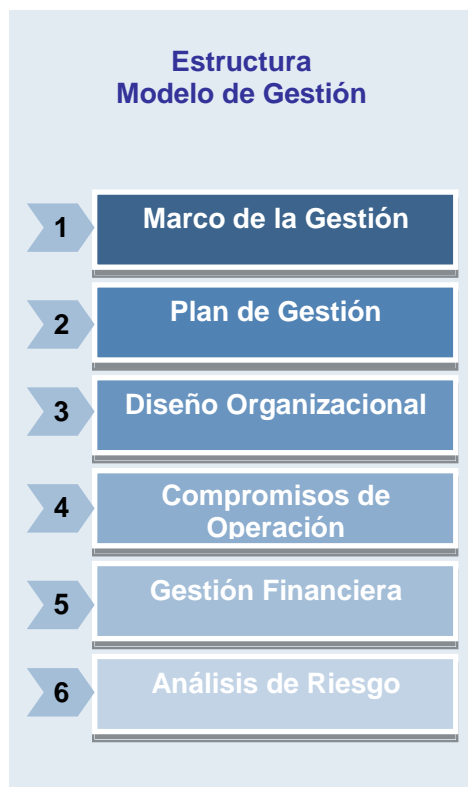 Estructura
Modelo de Gestión
1
Marco de la Gestión
2
Plan de Gestión
3
Diseño Organizacional
4
Compromisos de
Operación
5
Gestión Financiera
6
Análisis de Riesgo